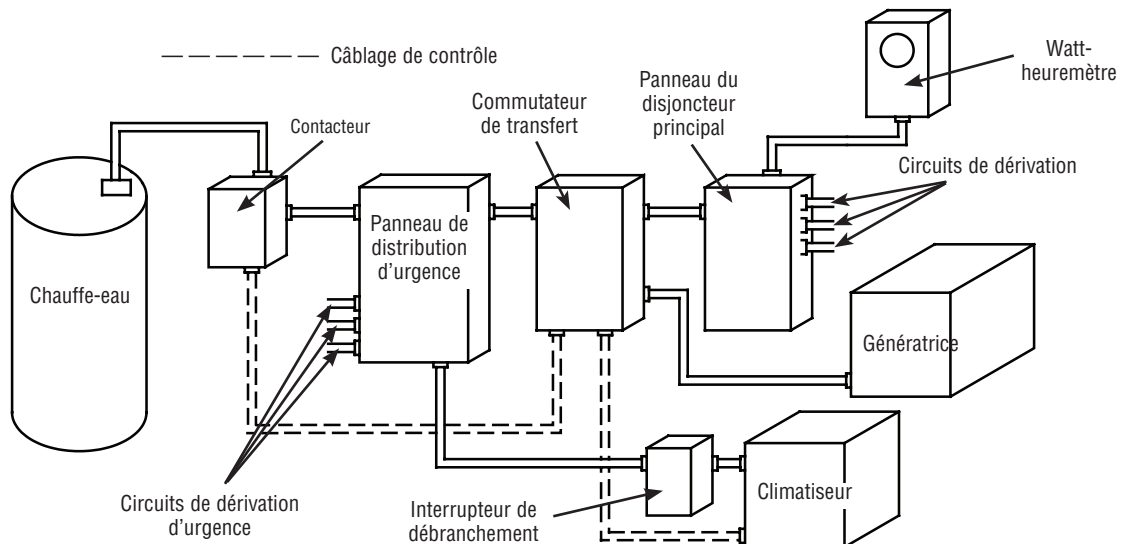 Câblage de contrôle
Watt-
heuremètre
Panneau du
disjoncteur
principal
Commutateur
de transfert
Contacteur
Circuits de dérivation
Panneau de
distribution
d'urgence
Chauffe-eau
Génératrice
Circuits de dérivation
d'urgence
Interrupteur de
débranchement
Climatiseur